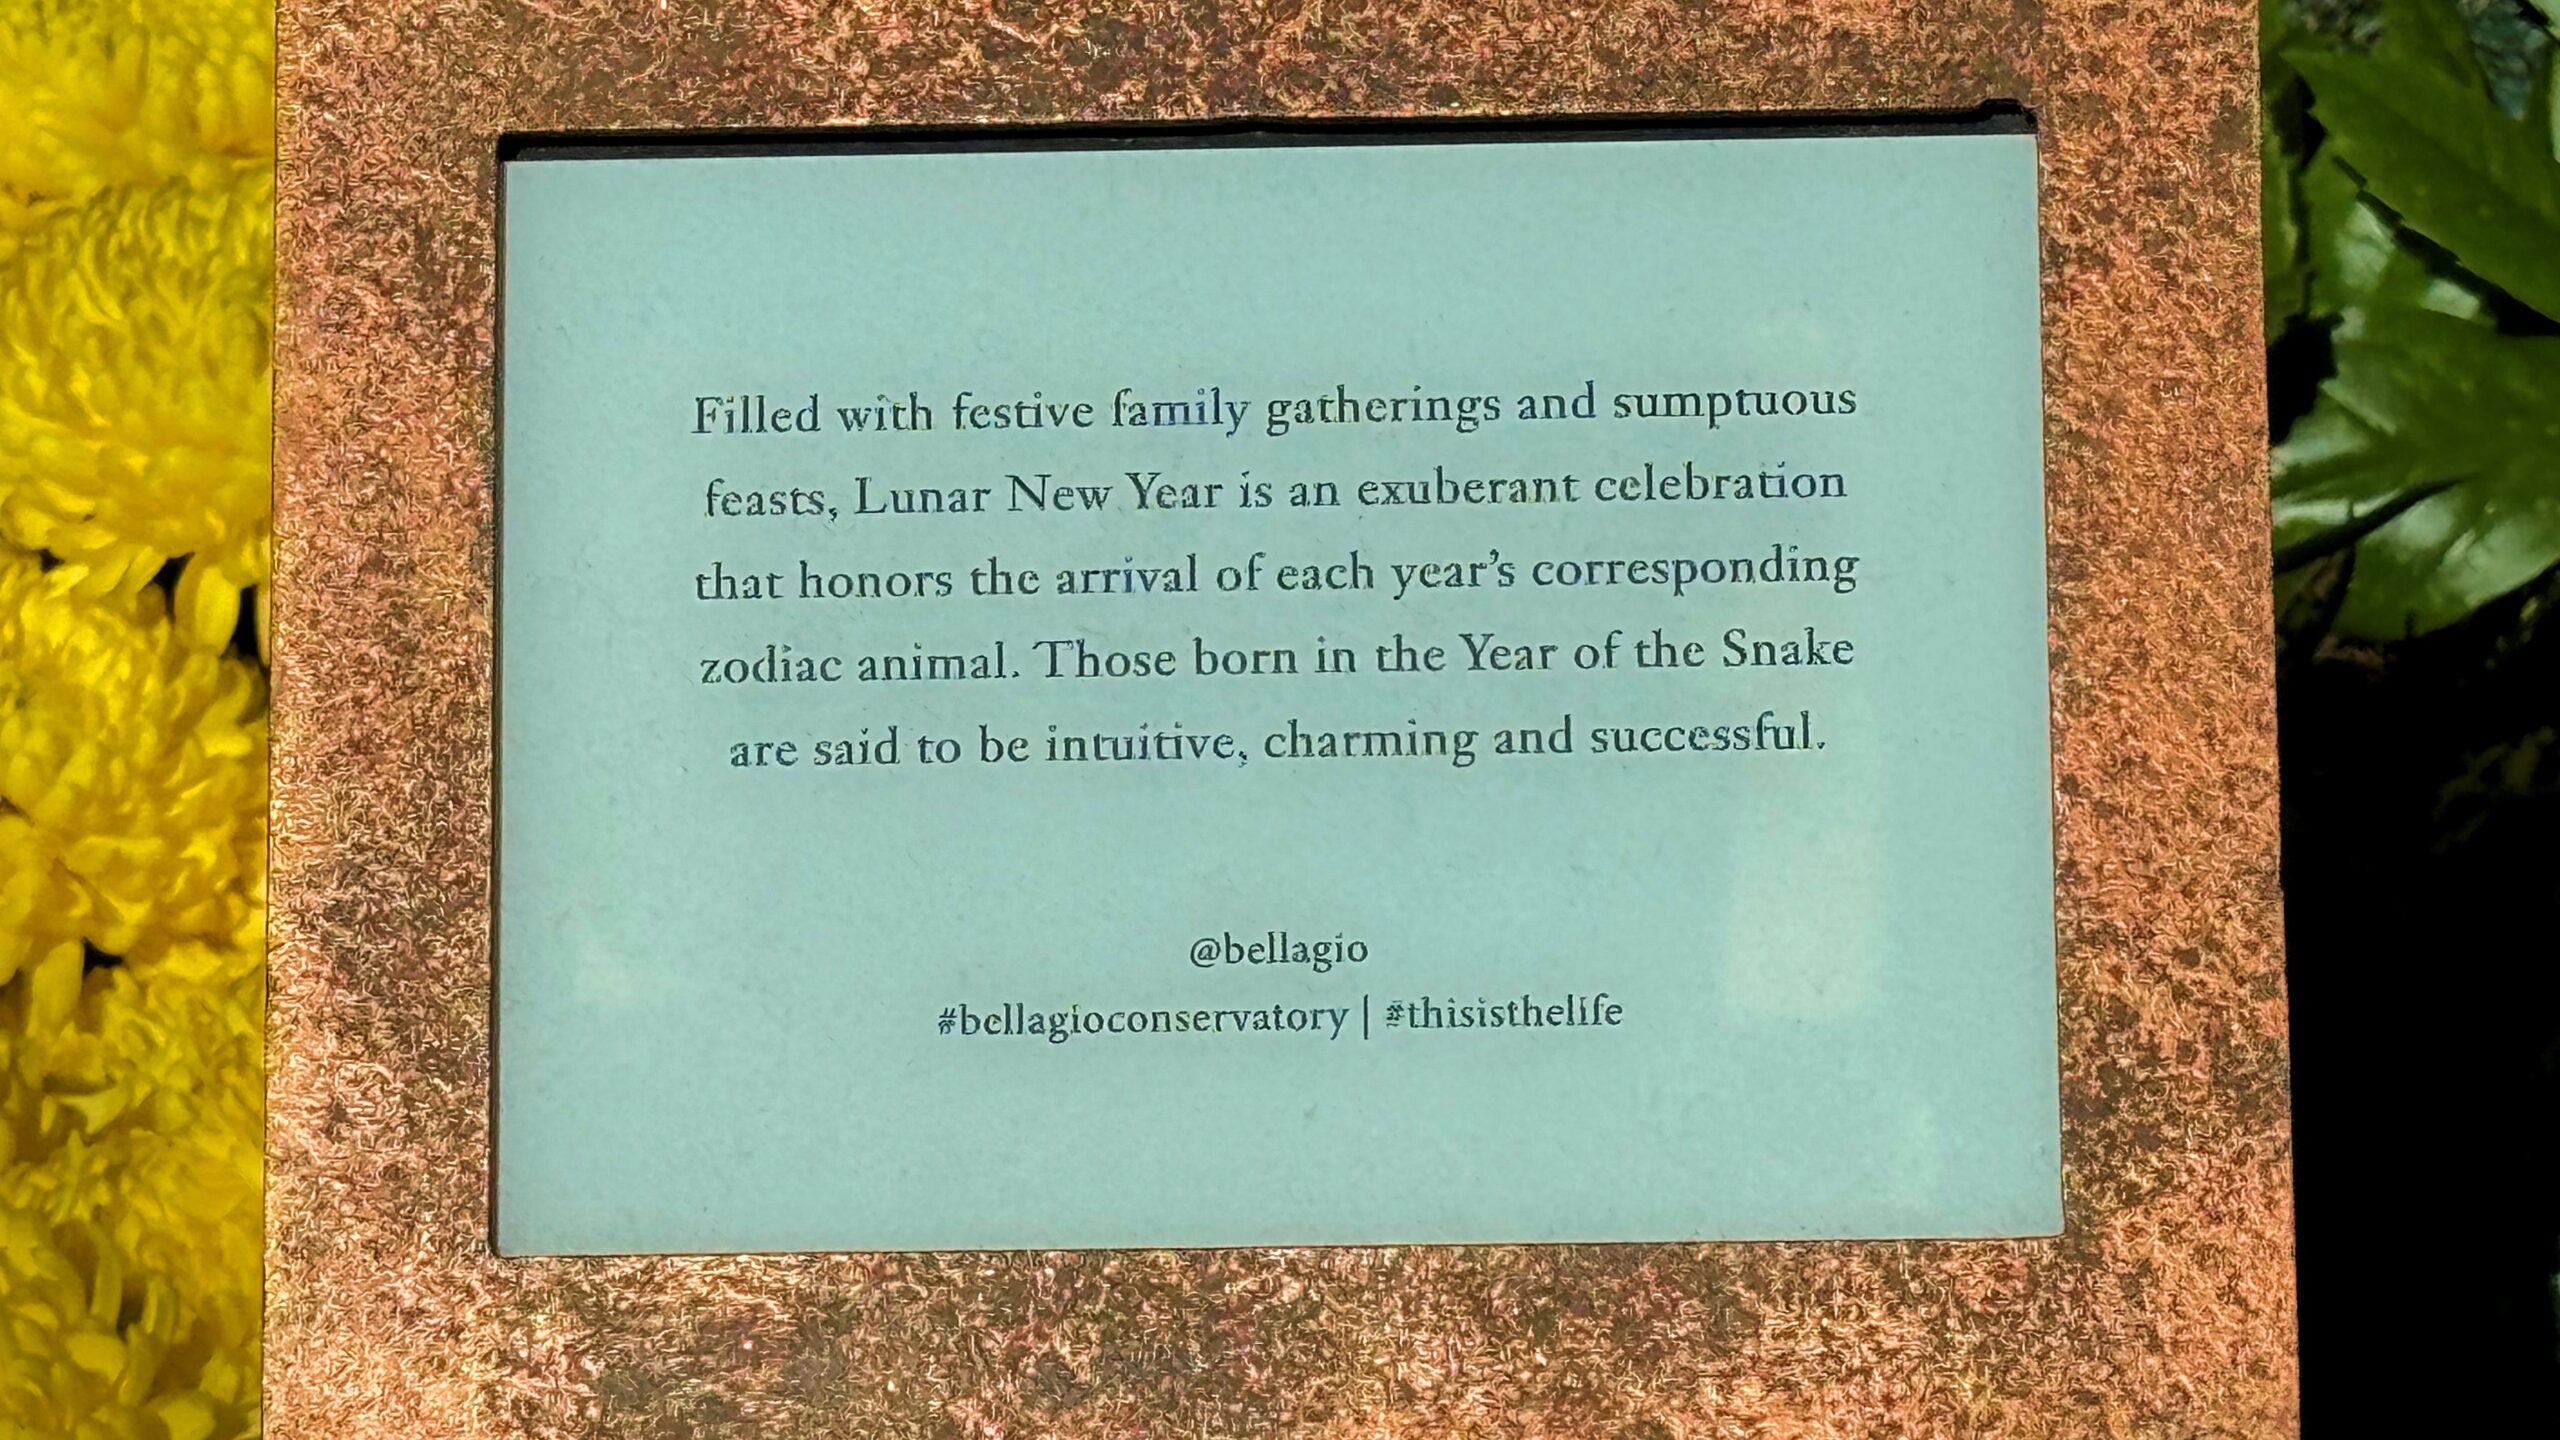 Filled with festive family gatherings and sumptuous
feasts, Lunar New Year is an exuberant celebration
that honors the arrival of each year's corresponding
zodiac animal. Those born in the Year of the Snake
are said to be intuitive, charming and successful.
@bellagio
#bellagioconservatory | #thisisthelife